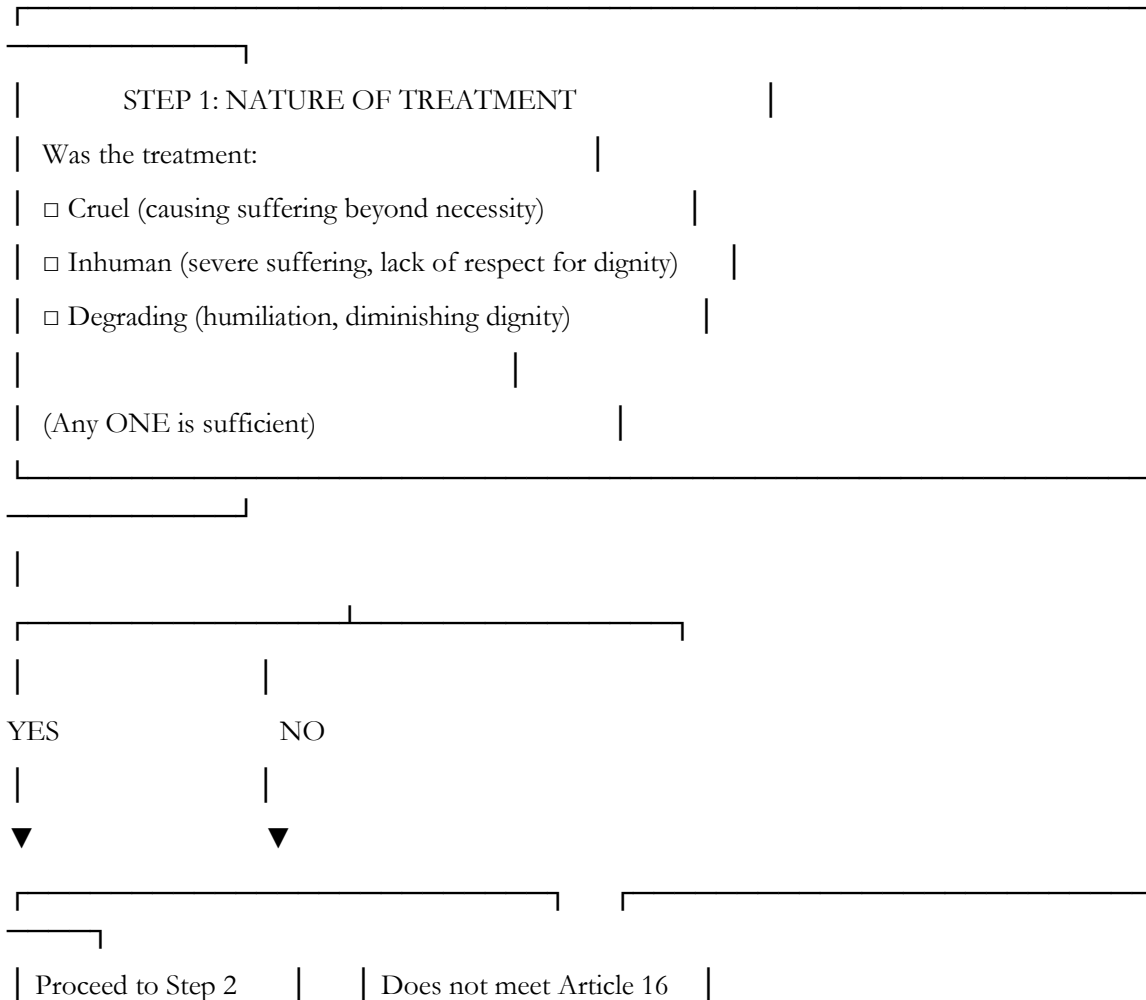 STEP 1: NATURE OF TREATMENT
Was the treatment:
□ Cruel (causing suffering beyond necessity)
□ Inhuman (severe suffering, lack of respect for dignity)
□ Degrading (humiliation, diminishing dignity)
(Any ONE is sufficient)
YES NO
▼ ▼
Proceed to Step 2 Does not meet Article 16